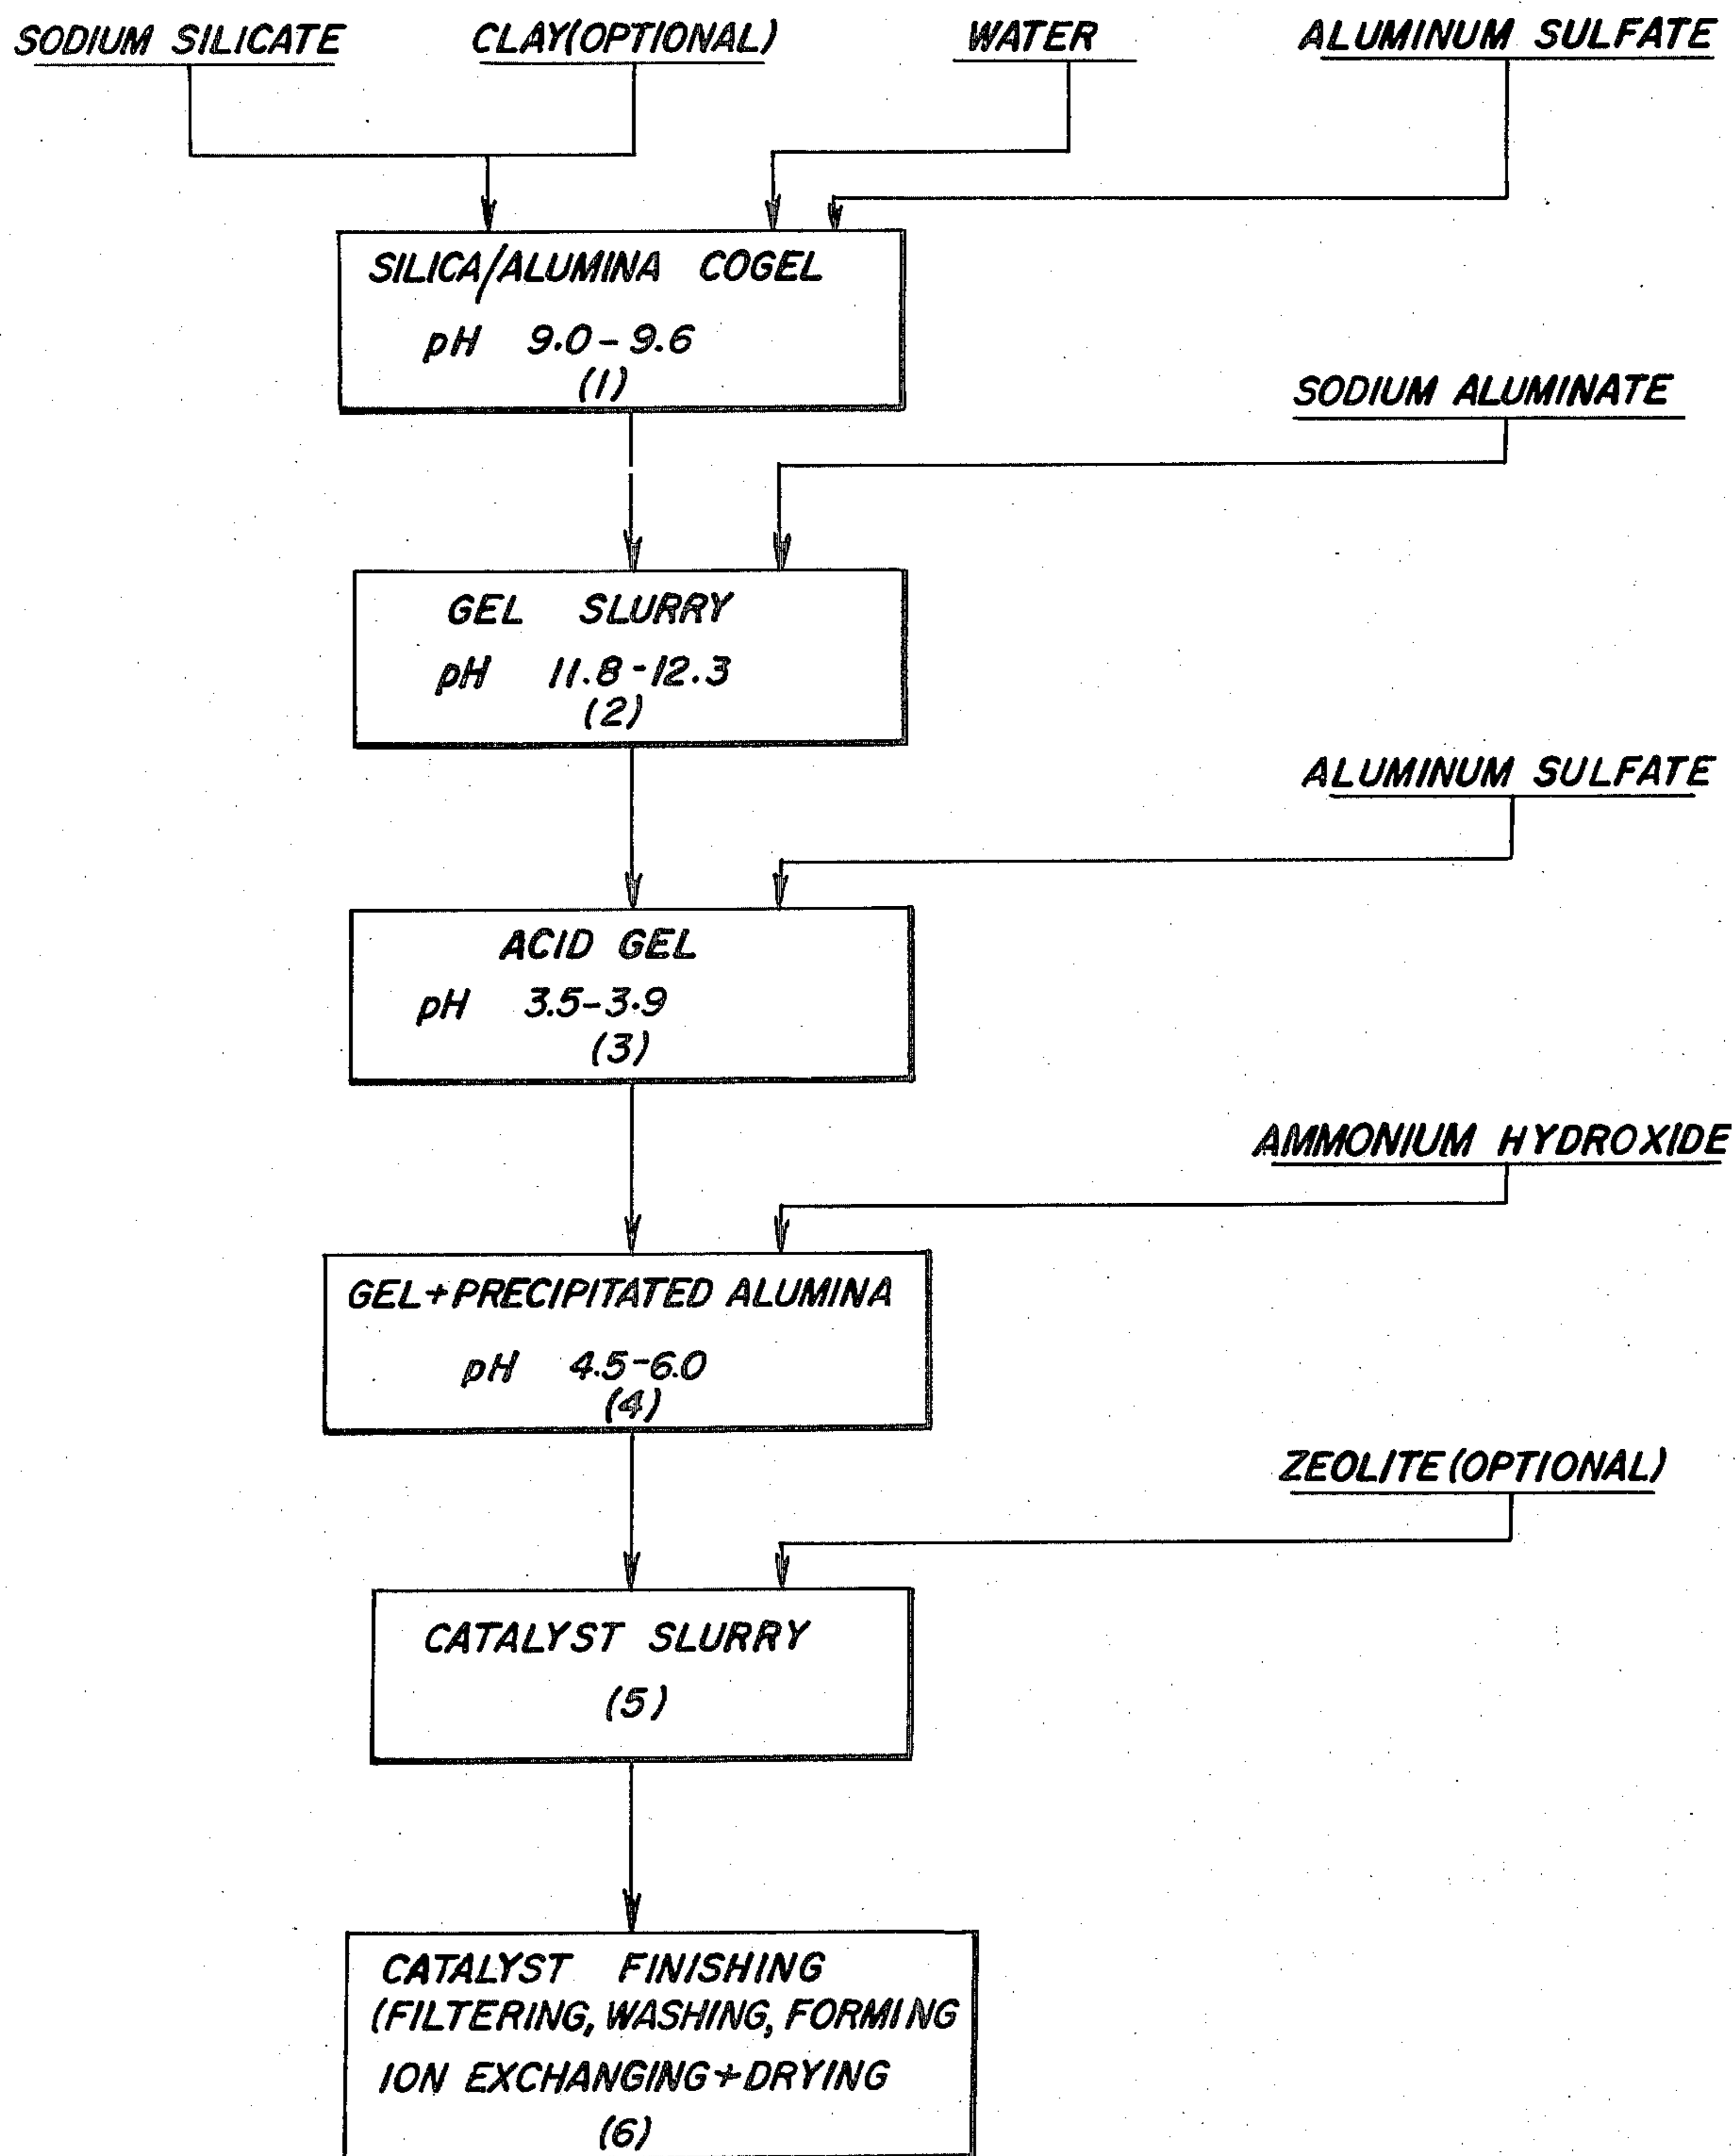 SODIUM SILICATE
CLAY(OPTIONAL)
WATER
ALUMINUM SULFATE
SILICA/ALUMINA COGEL
pH 9.0-9.6
(1)
SODIUM ALUMINATE
GEL SLURRY
pH 11.8-12.3
(2)
ALUMINUM SULFATE
ACID GEL
pH 3.5-3.9
(3)
AMMONIUM HYDROXIDE
GEL+PRECIPITATED ALUMINA
pH 4.5-6.0
(4)
ZEOLITE(OPTIONAL)
CATALYST SLURRY
(5)
CATALYST FINISHING
(FILTERING, WASHING, FORMING
ION EXCHANGING+DRYING
(6)